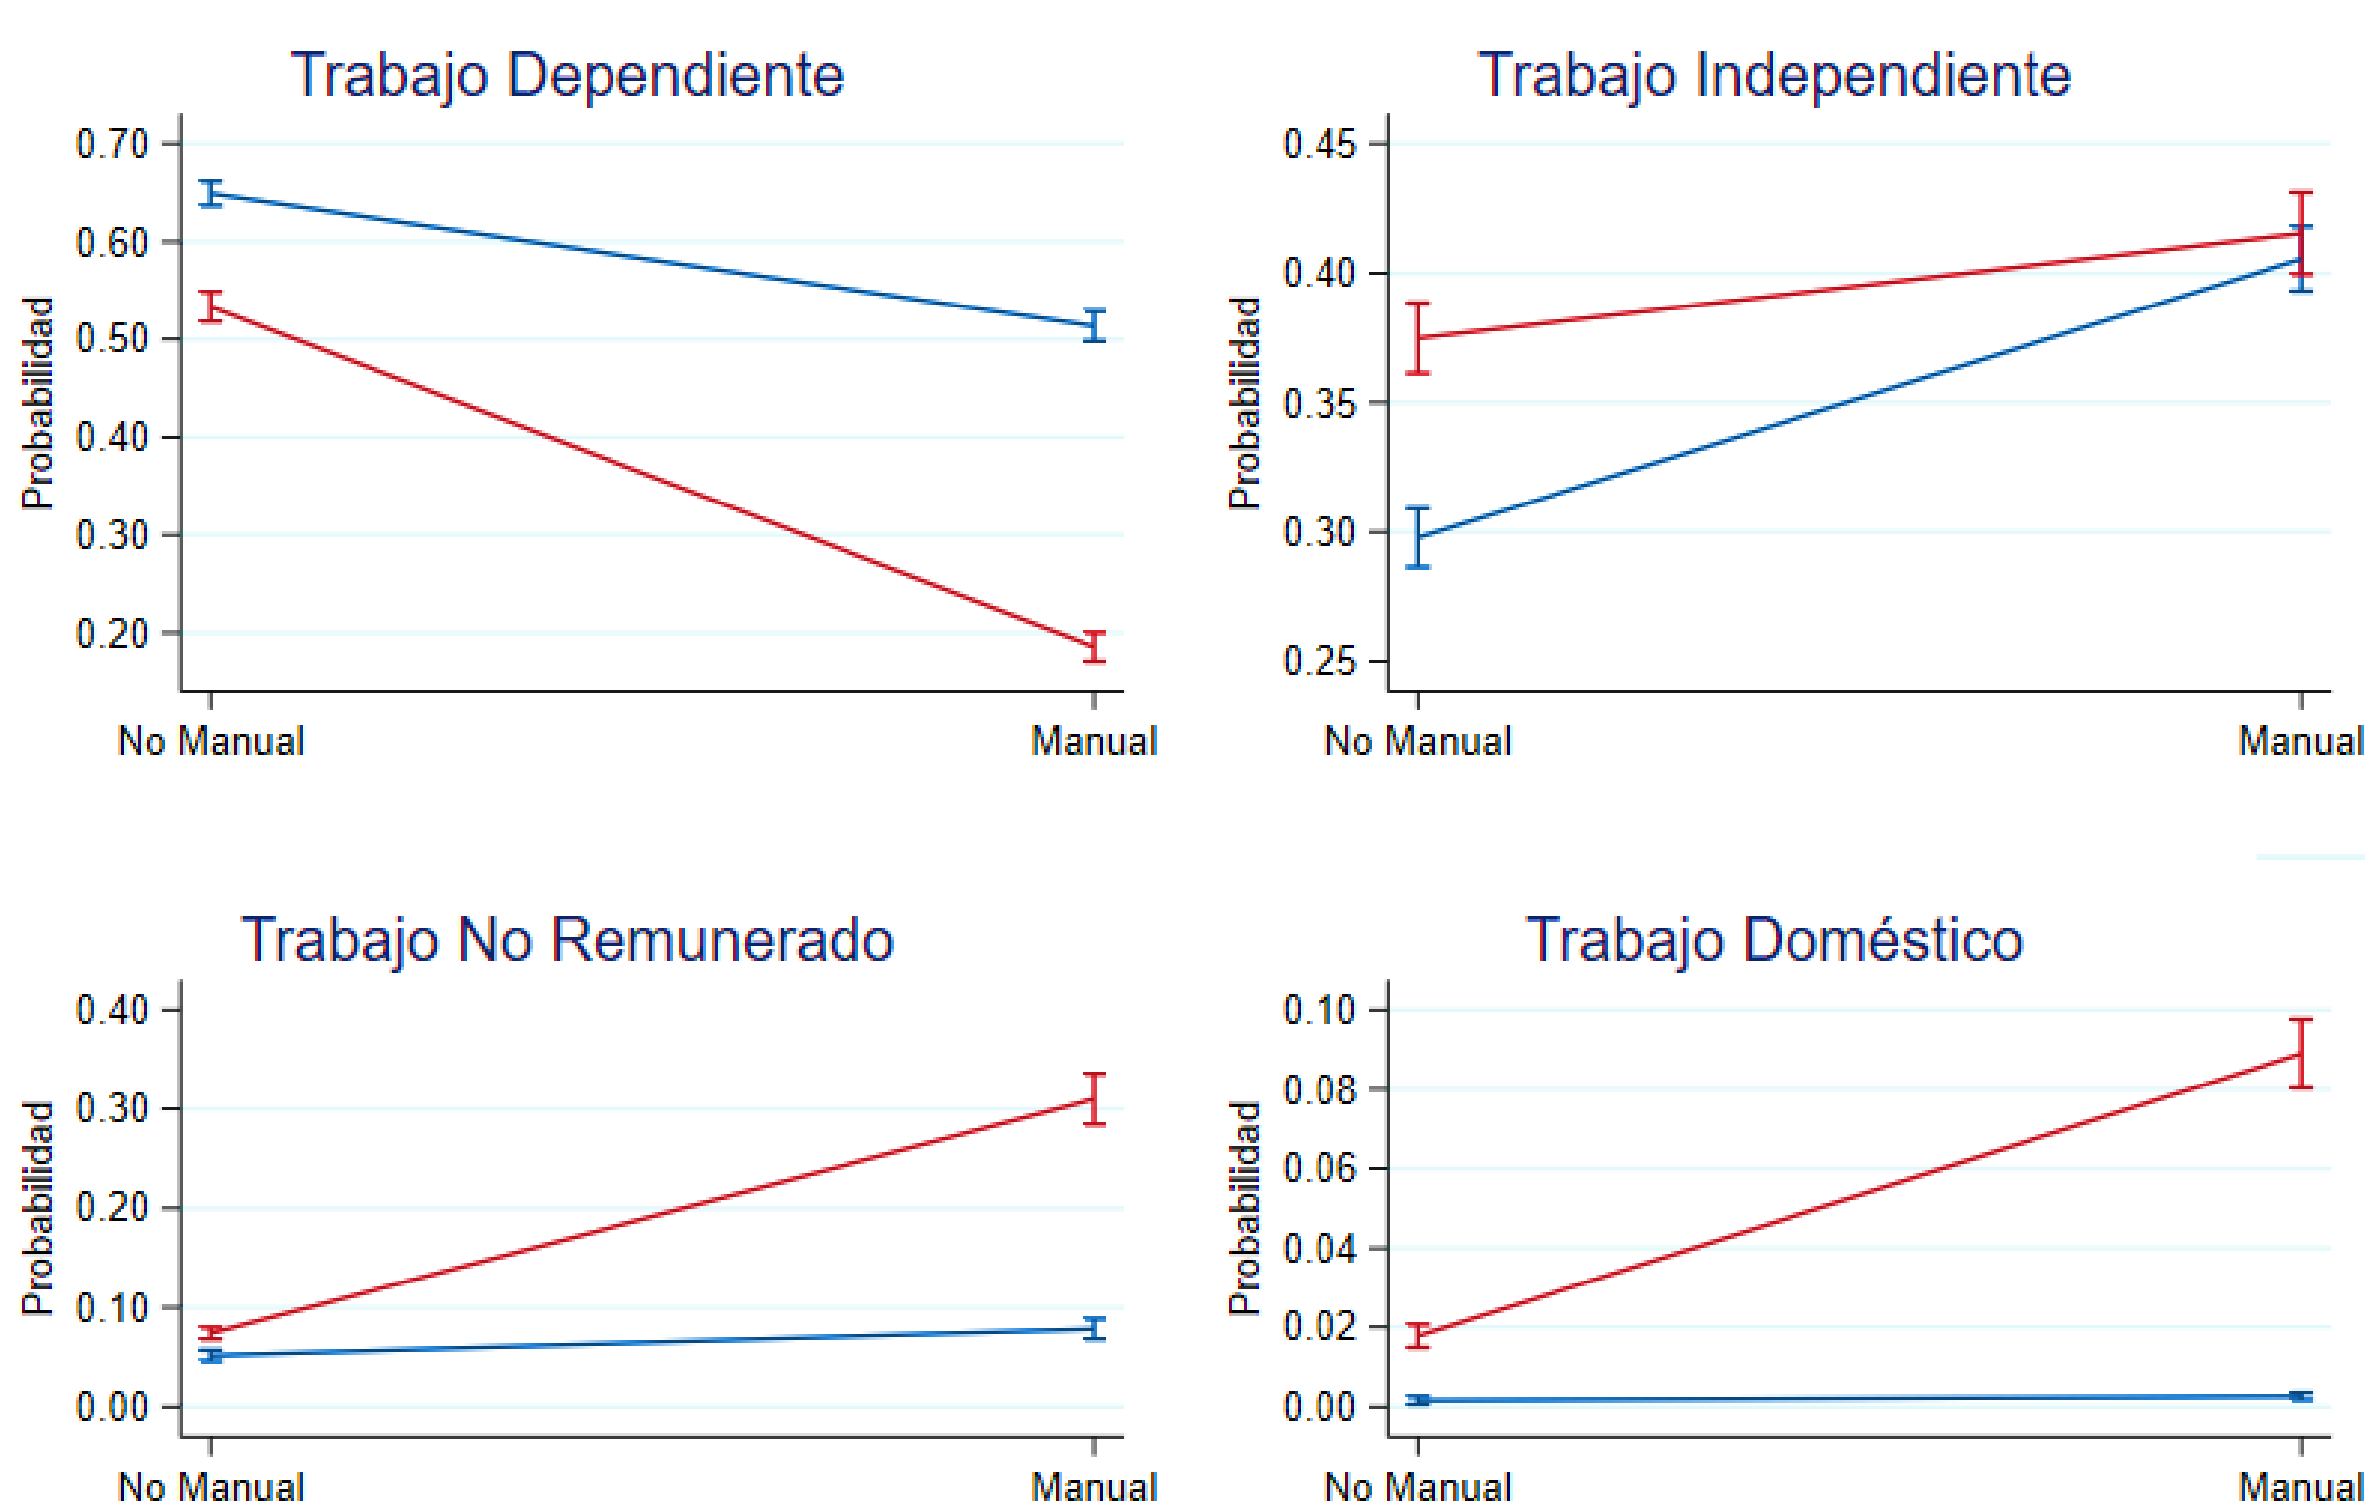 Trabajo Dependiente
0.70
0.60
0.50
0.40
0.30
0.20
Probabilidad
No Manual Manual
Trabajo Independiente
0.45
0.40
0.35
0.30
0.25
Probabilidad
No Manual Manual
Trabajo No Remunerado
0.40
0.30
0.20
0.10
0.00
Probabilidad
No Manual Manual
Trabajo Doméstico
0.10
0.08
0.06
0.04
0.02
0.00
Probabilidad
No Manual Manual